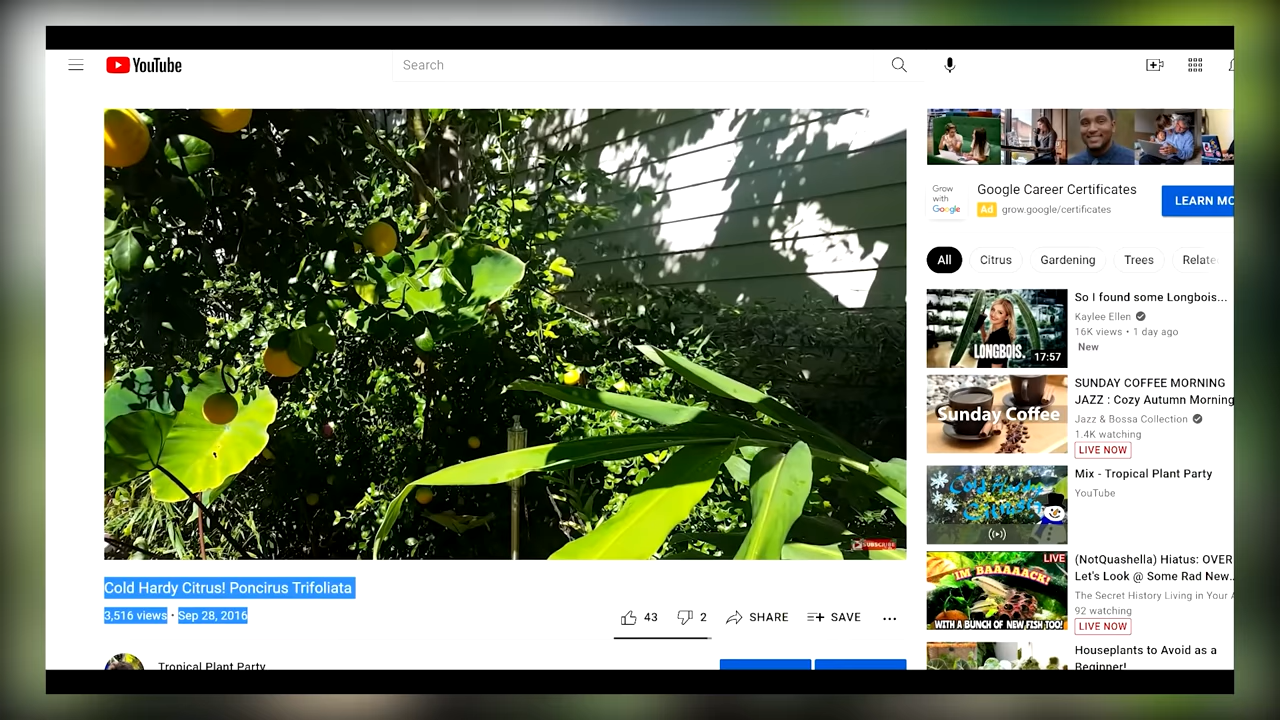 YouTube
Search
Grow
with
Google
Google Career Certificates
Ad grow.google/certificates
LEARN MO
All
Citrus
Gardening
Trees
Relate
So I found some Longbois...
Kaylee Ellen
16K views • 1 day ago
New
LONGBOIS.
17:57
SUNDAY COFFEE MORNING
JAZZ : Cozy Autumn Morning
Jazz & Bossa Collection
1.4K watching
LIVE NOW
Sunday Coffee
Mix - Tropical Plant Party
YouTube
Cold Hardy
Citrus
(NotQuashella) Hiatus: OVER
Let's Look @ Some Rad New...
The Secret History Living in Your A
92 watching
LIVE NOW
LIVE
I'M BAAAAACK!
WITH A BUNCH OF NEW FISH TOO!
Houseplants to Avoid as a
Beginner!
SUBSCRIBE
Cold Hardy Citrus! Poncirus Trifoliata
3,516 views • Sep 28, 2016
43
2
SHARE
SAVE
Tropical Plant Party